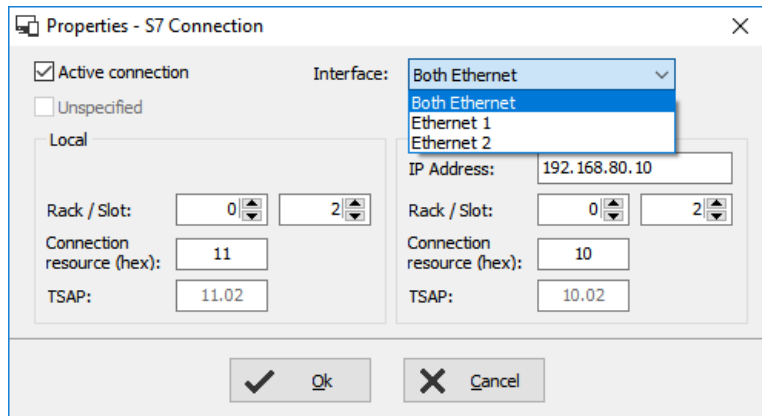 Properties - S7 Connection
Active connection
Interface:
Both Ethernet
Unspecified
Both Ethernet
Ethernet 1
Ethernet 2
Local
Rack / Slot:
0
2
Connection
resource (hex):
11
TSAP:
11.02
IP Address:
192.168.80.10
Rack / Slot:
0
2
Connection
resource (hex):
10
TSAP:
10.02
Ok
Cancel